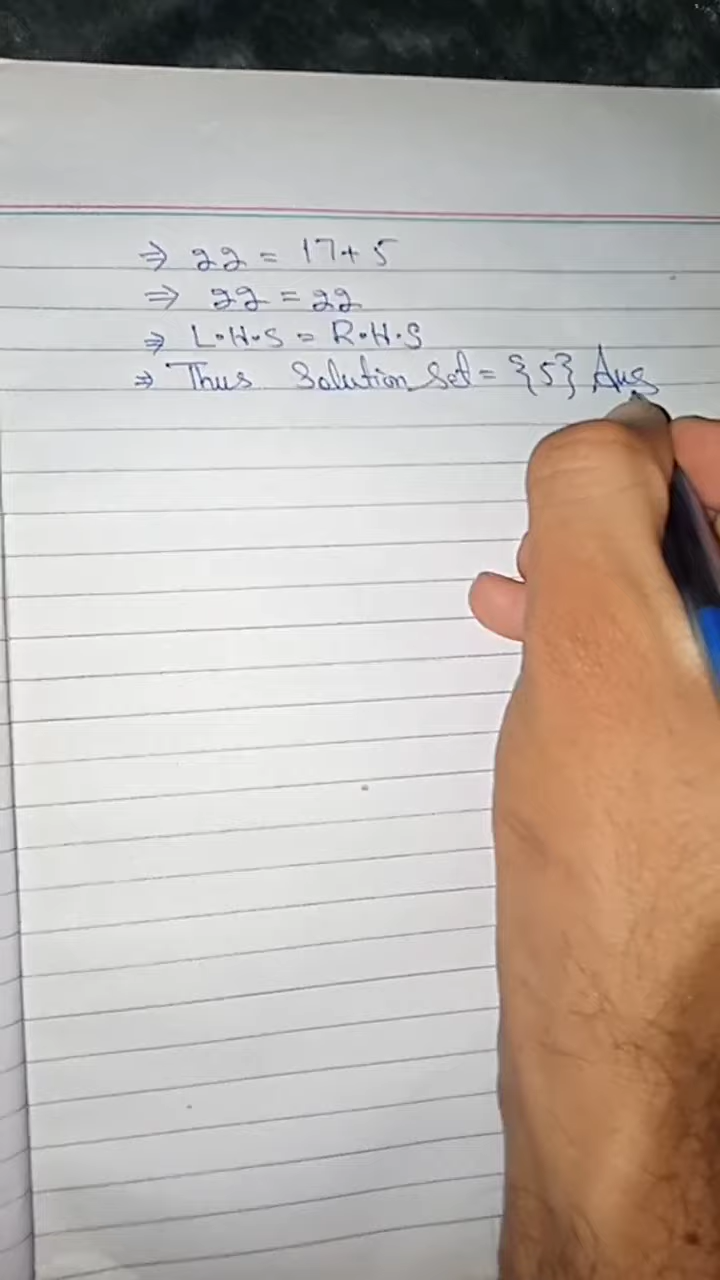 ⇒ 22 = 17+5
⇒ 22 = 22
⇒ L.H.S = R.H.S
⇒ Thus Solution Set = {5} Ans